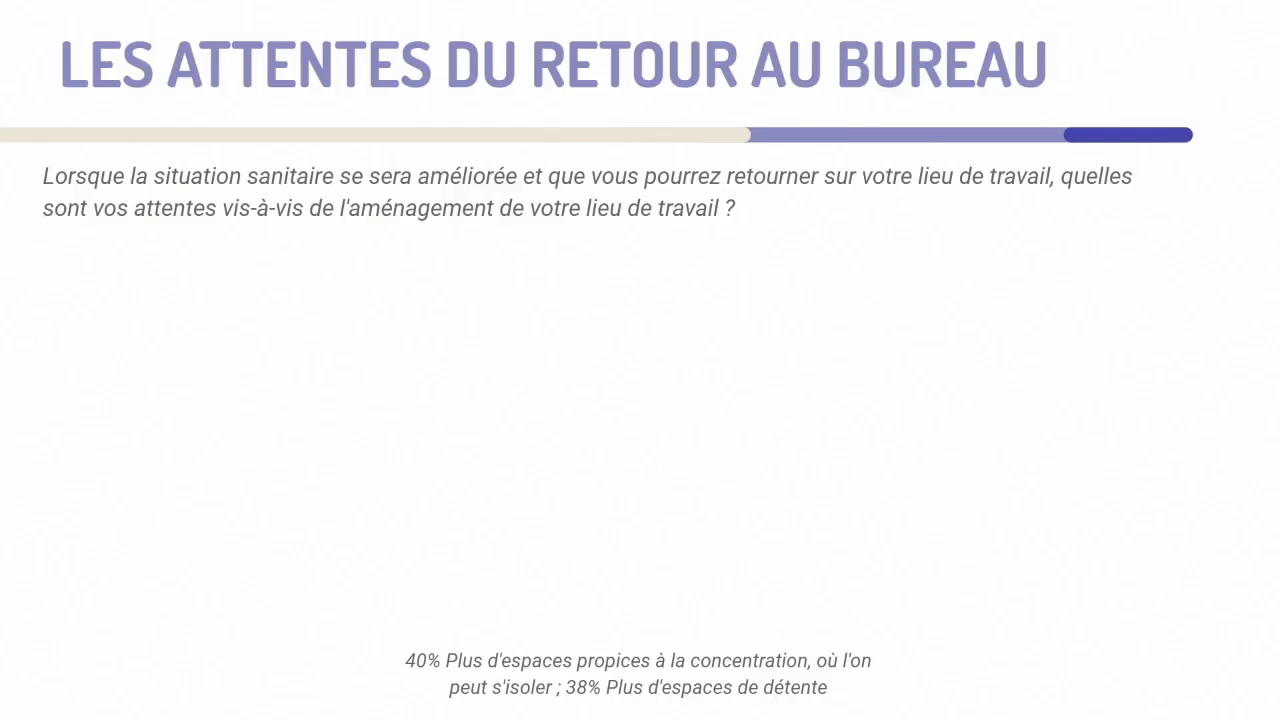 LES ATTENTES DU RETOUR AU BUREAU
Lorsque la situation sanitaire se sera améliorée et que vous pourrez retourner sur votre lieu de travail, quelles
sont vos attentes vis-à-vis de l'aménagement de votre lieu de travail ?
40% Plus d'espaces propices à la concentration, où l'on
peut s'isoler ; 38% Plus d'espaces de détente